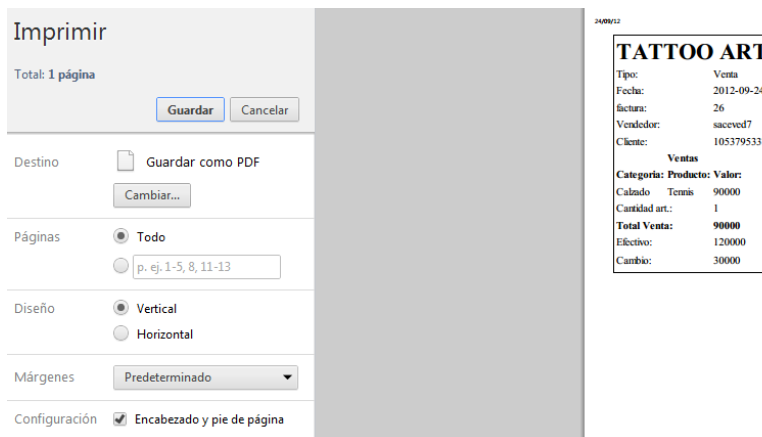 Imprimir
Total: 1 página
Guardar Cancelar
Destino Guardar como PDF
Cambiar...
Páginas Todo
p. ej. 1-5, 8, 11-13
Diseño Vertical
Horizontal
Márgenes Predeterminado
Configuración Encabezado y pie de página
24/09/12
TATTOO ART
Tipo: Venta
Fecha: 2012-09-24
factura: 26
Vendedor: saceved7
Cliente: 105379533
Ventas
Categoria: Producto: Valor:
Calzado Tennis 90000
Cantidad art.: 1
Total Venta: 90000
Efectivo: 120000
Cambio: 30000